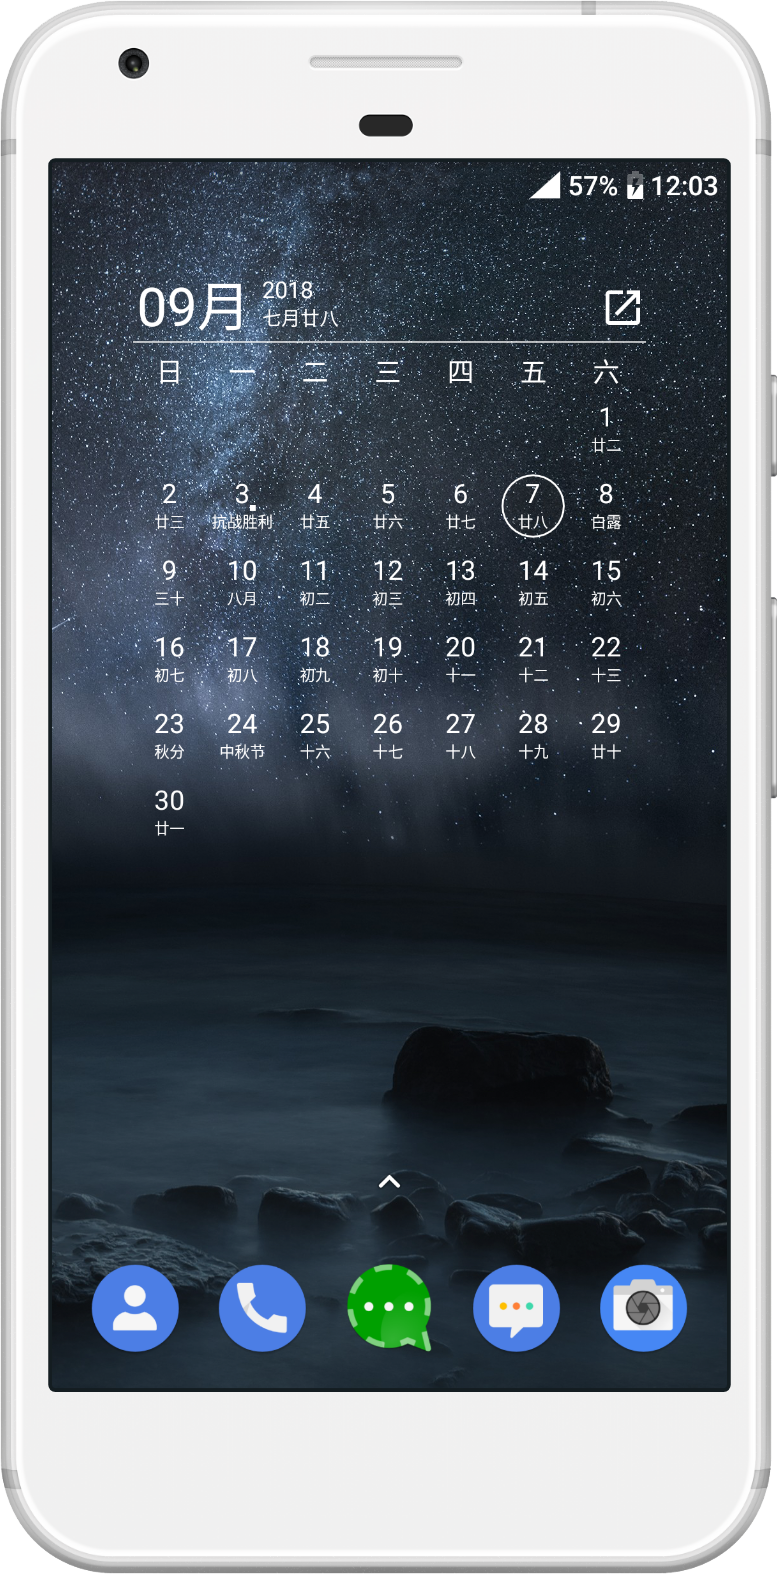 57% 12:03
09月 2018
七月廿八
日 一 二 三 四 五 六
1
廿二
2 3 4 5 6 7 8
廿三 抗战胜利 廿五 廿六 廿七 廿八 白露
9 10 11 12 13 14 15
三十 八月 初二 初三 初四 初五 初六
16 17 18 19 20 21 22
初七 初八 初九 初十 十一 十二 十三
23 24 25 26 27 28 29
秋分 中秋节 十六 十七 十八 十九 廿十
30
廿一